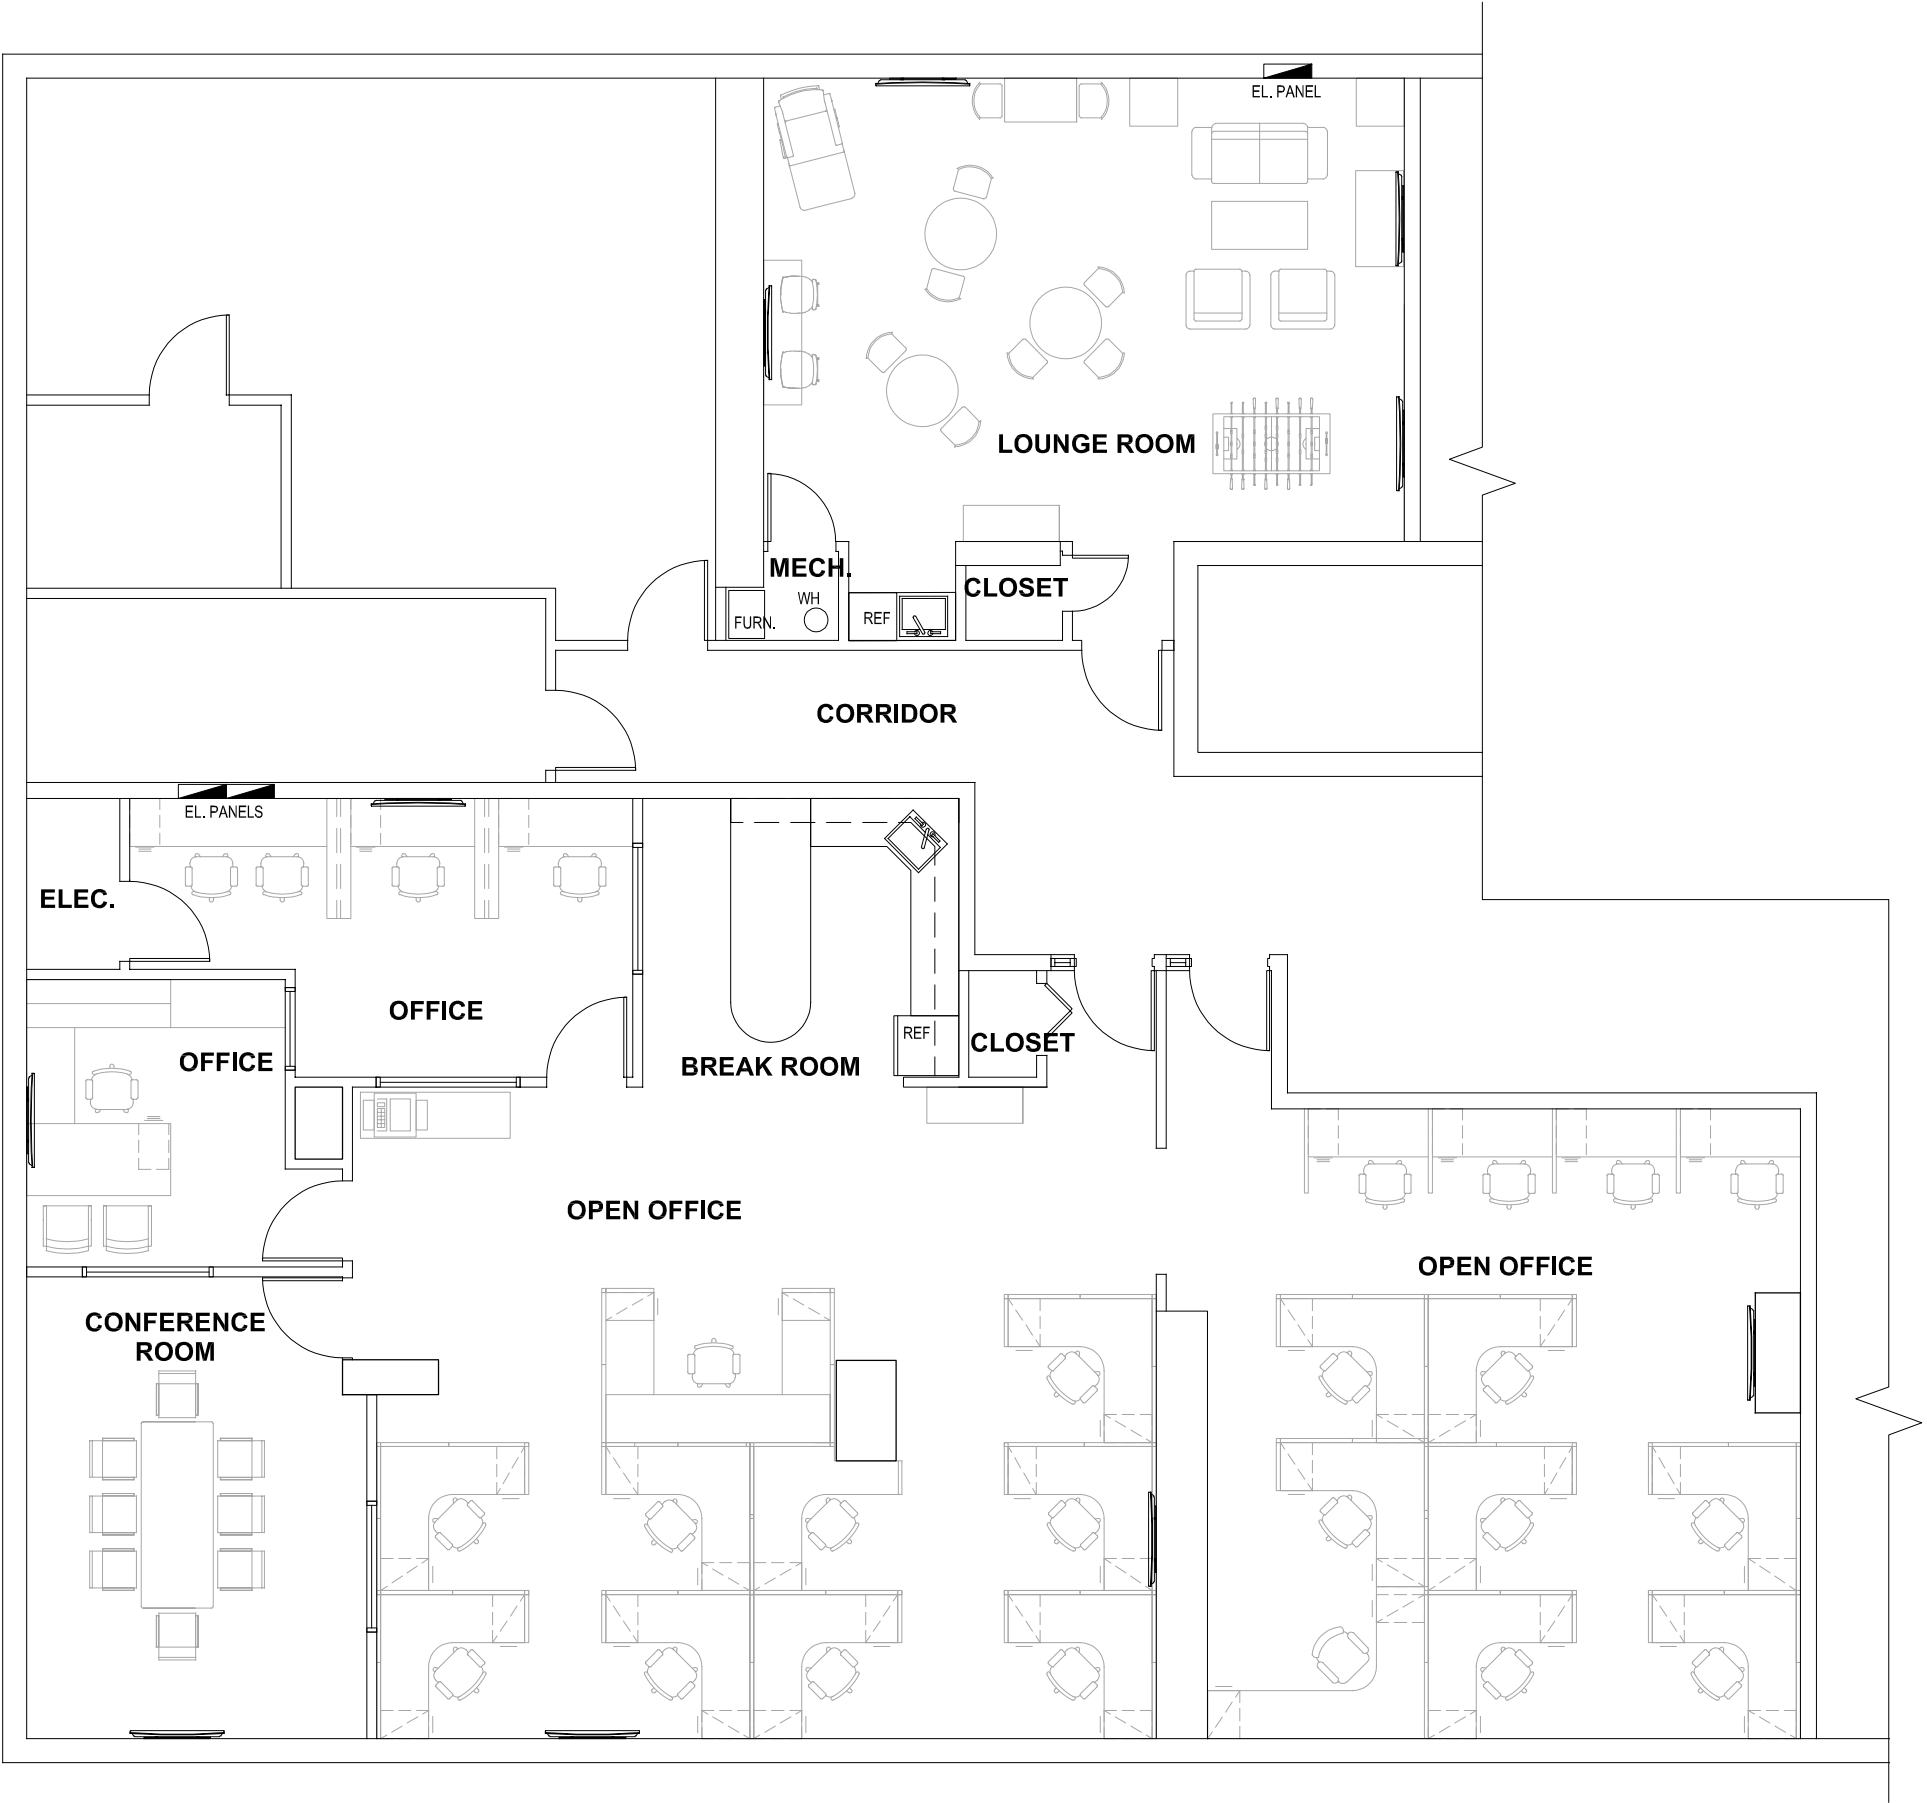 EL. PANEL
LOUNGE ROOM
MECH.
CLOSET
WH
FURN.
REF
CORRIDOR
EL. PANELS
ELEC.
OFFICE
REF
CLOSET
OFFICE
BREAK ROOM
OPEN OFFICE
OPEN OFFICE
CONFERENCE
ROOM